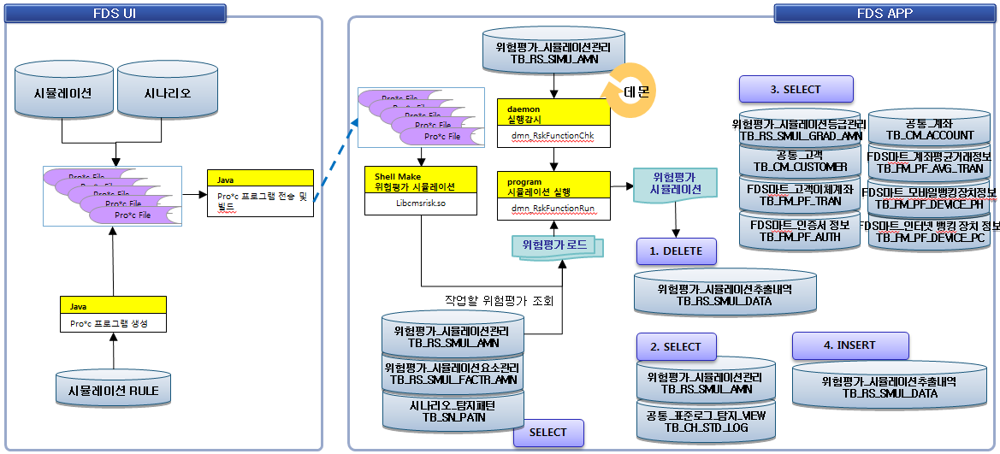 FDS UI
시뮬레이션
시나리오
Pro*c File
Pro*c File
Pro*c File
Pro*c File
Pro*c File
Java
Pro*c 프로그램 전송 및
빌드
Java
Pro*c 프로그램 생성
시뮬레이션 RULE
FDS APP
위험평가_시뮬레이션관리
TB_RS_SIMU_AMN
데몬
Pro*c File
Pro*c File
Pro*c File
Pro*c File
Pro*c File
daemon
실행감시
dmn_RskFunctionChk
Shell Make
위험평가 시뮬레이션
Libcmsrisk.so
program
시뮬레이션 실행
dmn_RskFunctionRun
위험평가
시뮬레이션
위험평가 로드
작업할 위험평가 조회
위험평가_시뮬레이션관리
TB_RS_SMUL_AMN
위험평가_시뮬레이션요소관리
TB_RS_SMUL_FACTR_AMN
시나리오_탐지패턴
TB_SN_PATN
SELECT
1. DELETE
위험평가_시뮬레이션추출내역
TB_RS_SMUL_DATA
2. SELECT
위험평가_시뮬레이션관리
TB_RS_SMUL_AMN
공통_표준로그_탐지_VIEW
TB_CH_STD_LOG
3. SELECT
위험평가_시뮬레이션등급관리
TB_RS_SMUL_GRAD_AMN
공통_고객
TB_CM_CUSTOMER
FDS마트_고객이체계좌
TB_FM_PF_TRAN
FDS마트_인증서 정보
TB_FM_PF_AUTH
공통_계좌
TB_CM_ACCOUNT
FDS마트_계좌평균거래정보
TB_FM_PF_AVG_TRAN
FDS마트_모바일뱅킹장치정보
TB_FM_PF_DEVICE_PH
FDS마트_인터넷 뱅킹 장치 정보
TB_FM_PF_DEVICE_PC
4. INSERT
위험평가_시뮬레이션추출내역
TB_RS_SMUL_DATA